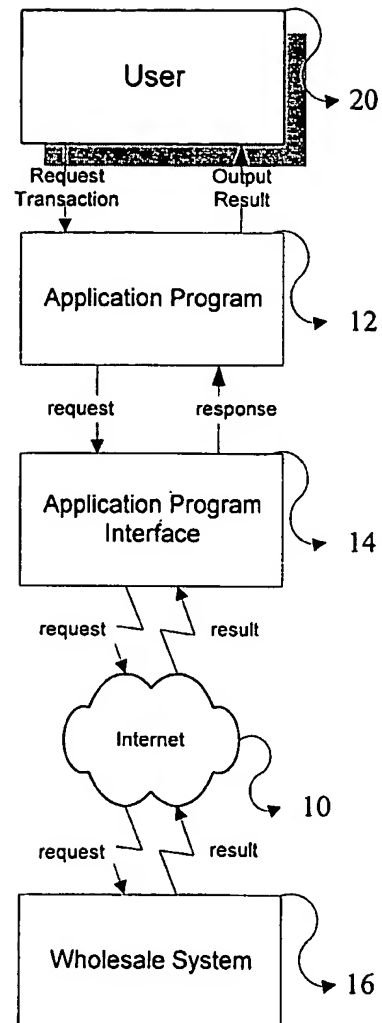 User
20
Request
Transaction
Output
Result
Application Program
12
request
response
Application Program
Interface
14
request
result
Internet
10
request
result
Wholesale System
16